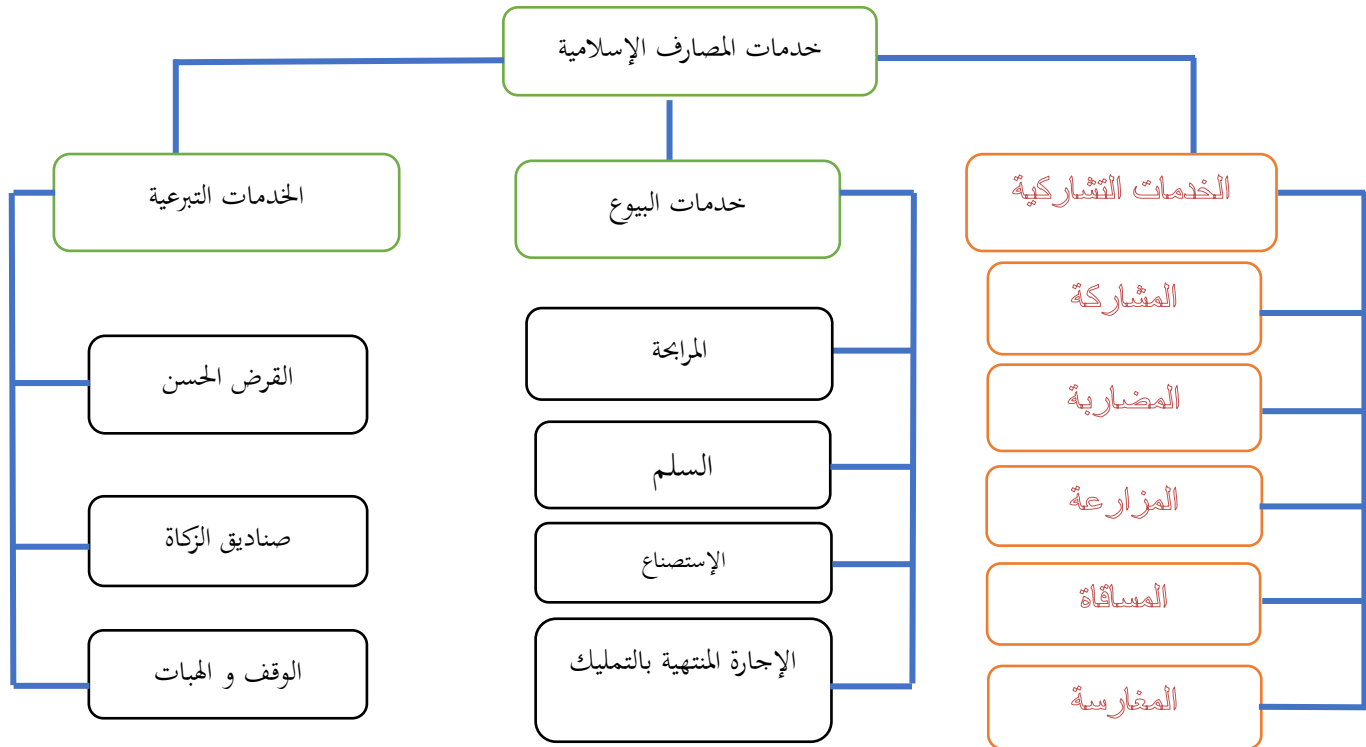 خدمات المصارف الإسلامية
الخدمات التشاركية
المشاركة
المضاربة
المزارعة
المساقاة
المغارسة
خدمات البيوع
المرابحة
السلم
الإستصناع
الإجارة المنتهية بالتمليك
الخدمات التبرعية
القرض الحسن
صناديق الزكاة
الوقف و الهبات